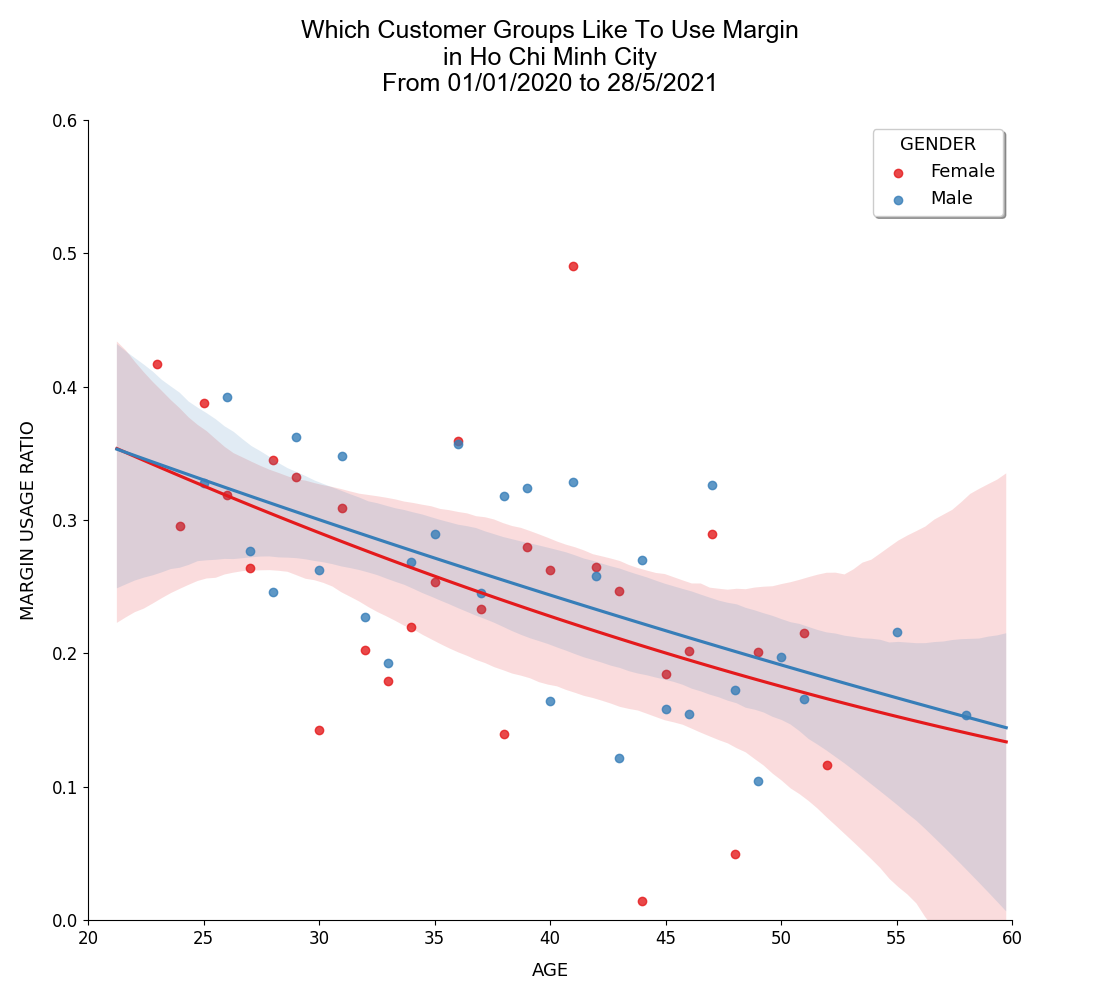 Which Customer Groups Like To Use Margin
in Ho Chi Minh City
From 01/01/2020 to 28/5/2021
GENDER
Female
Male
MARGIN USAGE RATIO
0.6
0.5
0.4
0.3
0.2
0.1
0.0
20 25 30 35 40 45 50 55 60
AGE